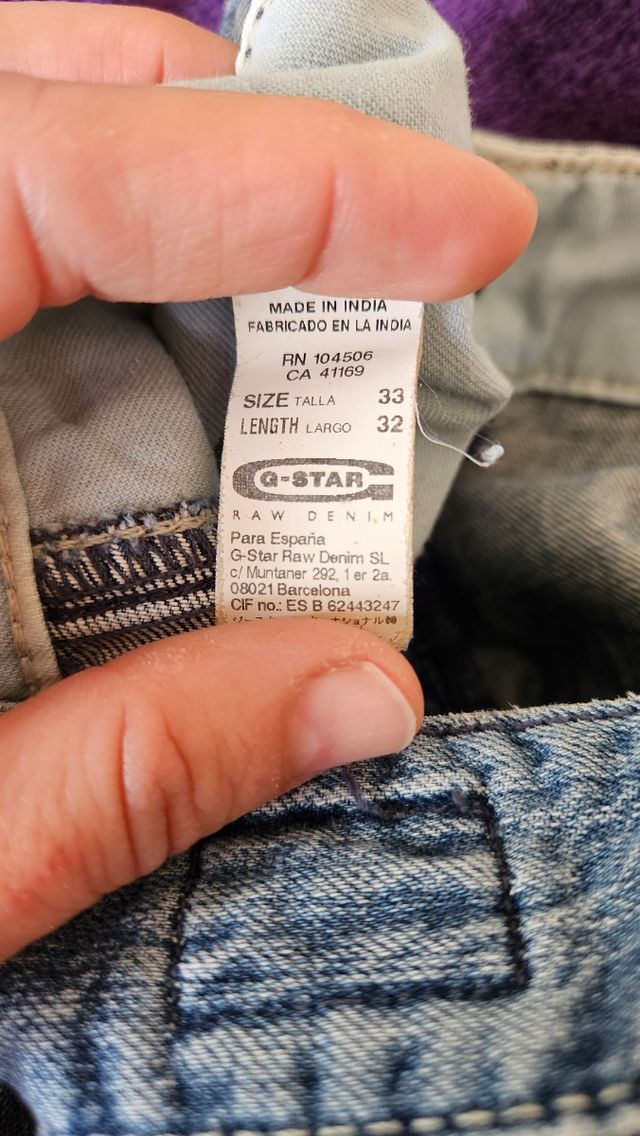 MADE IN INDIA
FABRICADO EN LA INDIA
RN 104506
CA 41169
SIZE TALLA 33
LENGTH LARGO 32
G-STAR
RAW DENIM
Para España
G-Star Raw Denim SL
c/ Muntaner 292, 1 er 2a
08021 Barcelona
CIF no.: ES B 62443247